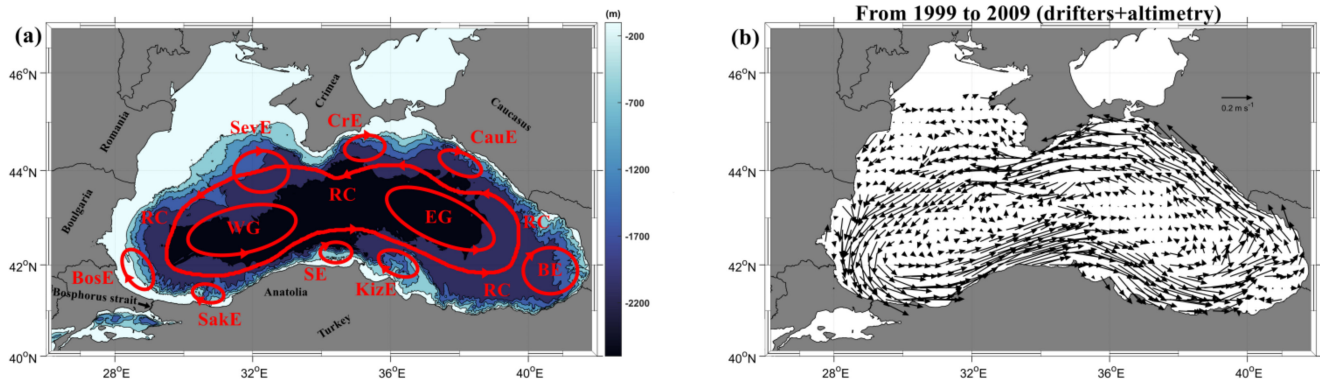 From 1999 to 2009 (drifters+altimetry)
(a)
(m)
-200
-700
-1200
-1700
-2200
46°N
44°N
42°N
40°N
28°E
32°E
36°E
40°E
Romania
Boulgaria
Crimea
Caucasus
Anatolia
Turkey
Bosphorus strait
SevE
CrE
CauE
RC
RC
RC
RC
WG
EG
BosE
SakE
SE
KizE
BE
(b)
0.2 m s⁻¹
46°N
44°N
42°N
40°N
28°E
32°E
36°E
40°E